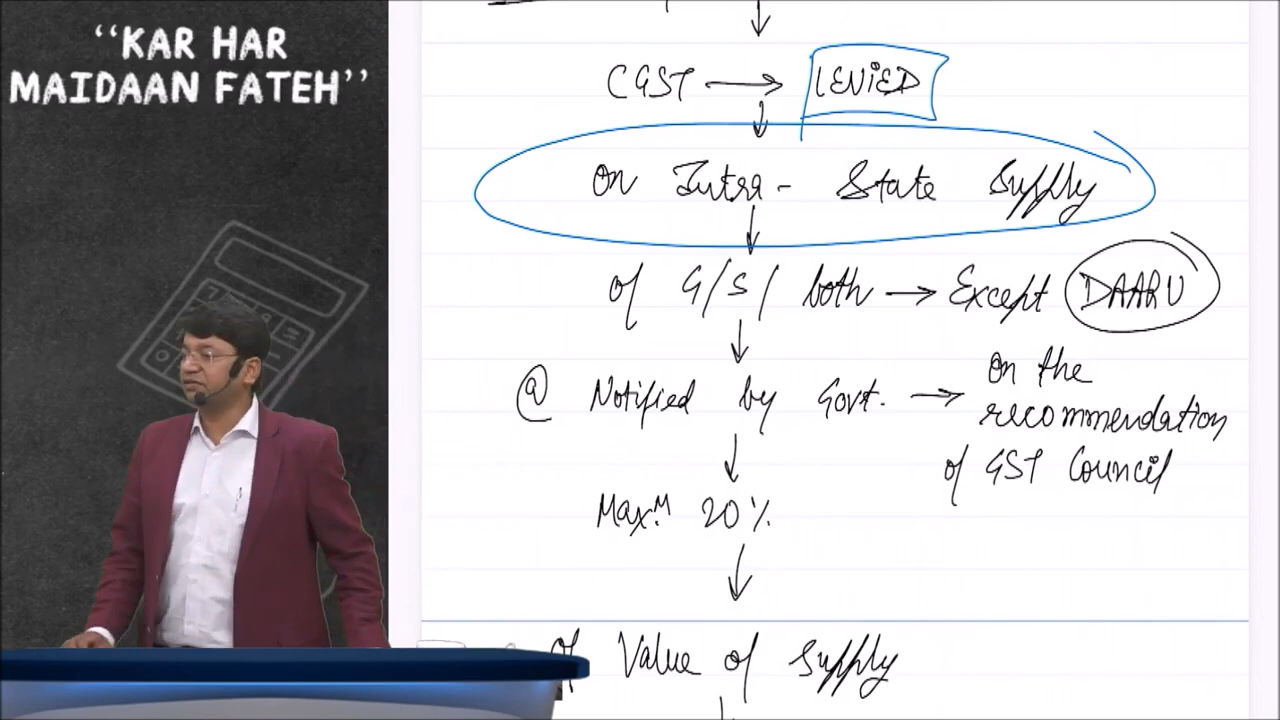 “KAR HAR
MAIDAAN FATEH”
CGST → LEVIED
On Intra - State Supply
of G/S/ both → Except DAARU
@ Notified by Govt. → On the
recommendation
of GST Council
Max.M 20%
of Value of Supply